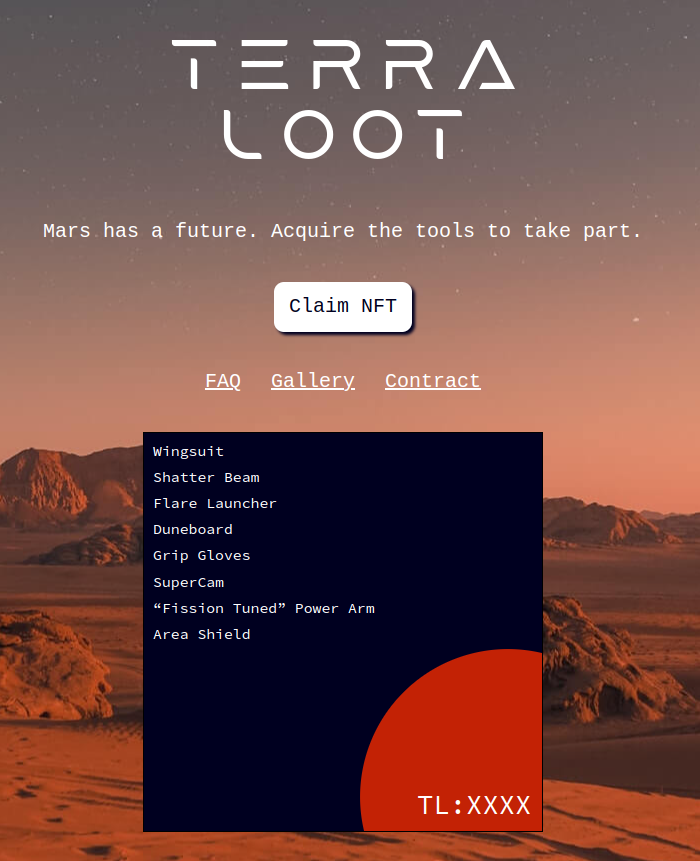 TERRA
LOOT
Mars has a future. Acquire the tools to take part.
Claim NFT
FAQ Gallery Contract
Wingsuit
Shatter Beam
Flare Launcher
Duneboard
Grip Gloves
SuperCam
“Fission Tuned” Power Arm
Area Shield
TL:XXXX